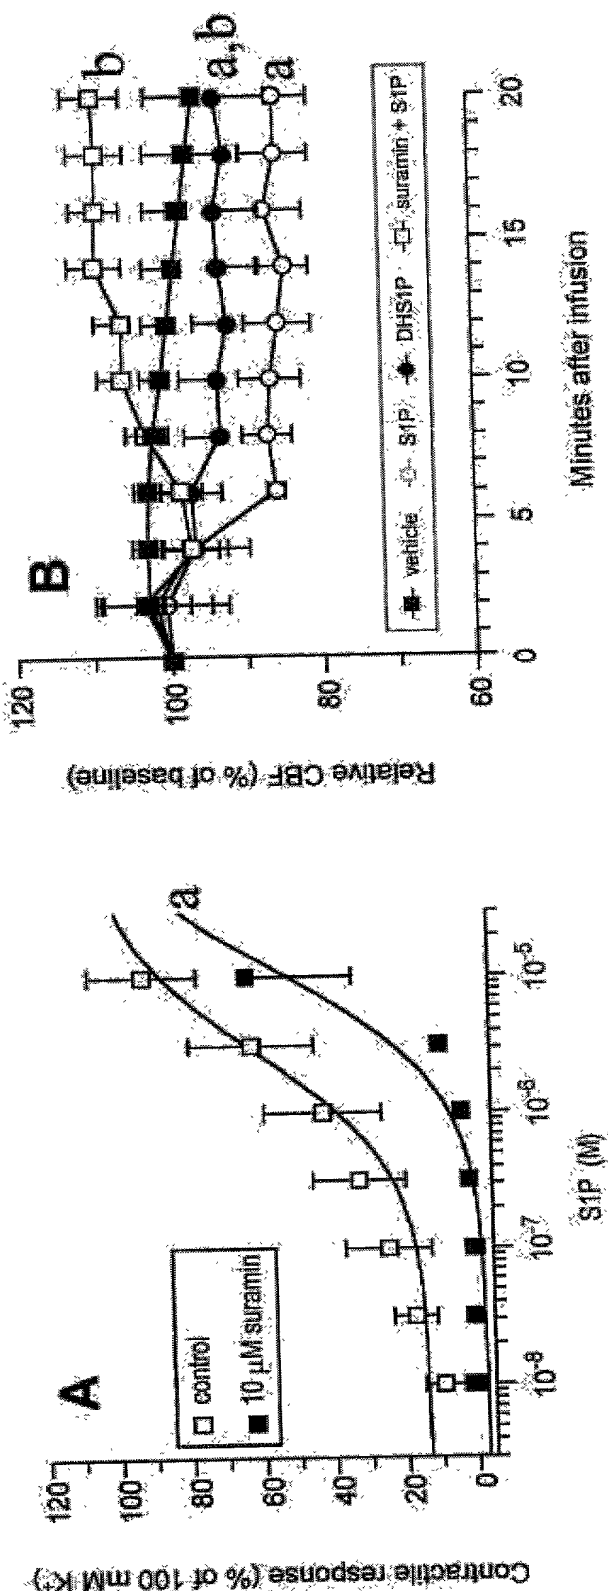 A
Contractile response (% of 100 mM K⁺)
120
100
80
60
40
20
0
control
10 µM suramin
a
10⁻⁸
10⁻⁷
10⁻⁶
10⁻⁵
S1P (M)
B
Relative CBF (% of baseline)
120
100
80
60
b
a,b
a
vehicle S1P DHS1P suramin + S1P
0
5
10
15
20
Minutes after infusion